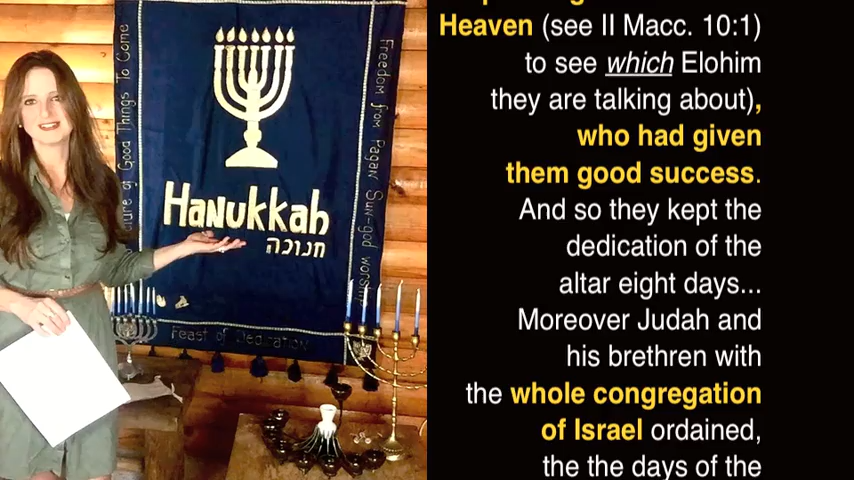 ture of Good Things To Come
Freedom from Pagan Sun-god worship
Hanukkah
חנוכה
Feast of Dedication
Heaven (see II Macc. 10:1)
to see which Elohim
they are talking about),
who had given
them good success.
And so they kept the
dedication of the
altar eight days...
Moreover Judah and
his brethren with
the whole congregation
of Israel ordained,
the the days of the